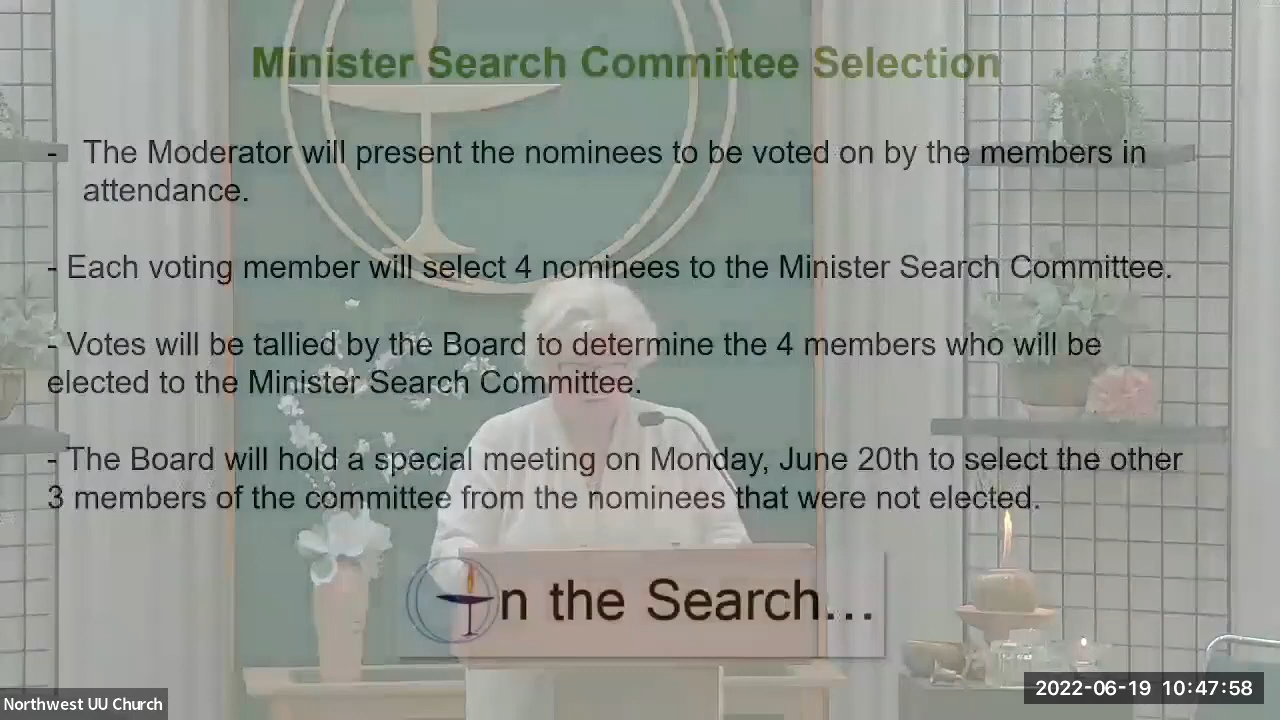 Minister Search Committee Selection
- The Moderator will present the nominees to be voted on by the members in
attendance.
- Each voting member will select 4 nominees to the Minister Search Committee.
- Votes will be tallied by the Board to determine the 4 members who will be
elected to the Minister Search Committee.
- The Board will hold a special meeting on Monday, June 20th to select the other
3 members of the committee from the nominees that were not elected.
n the Search...
Northwest UU Church
2022-06-19 10:47:58